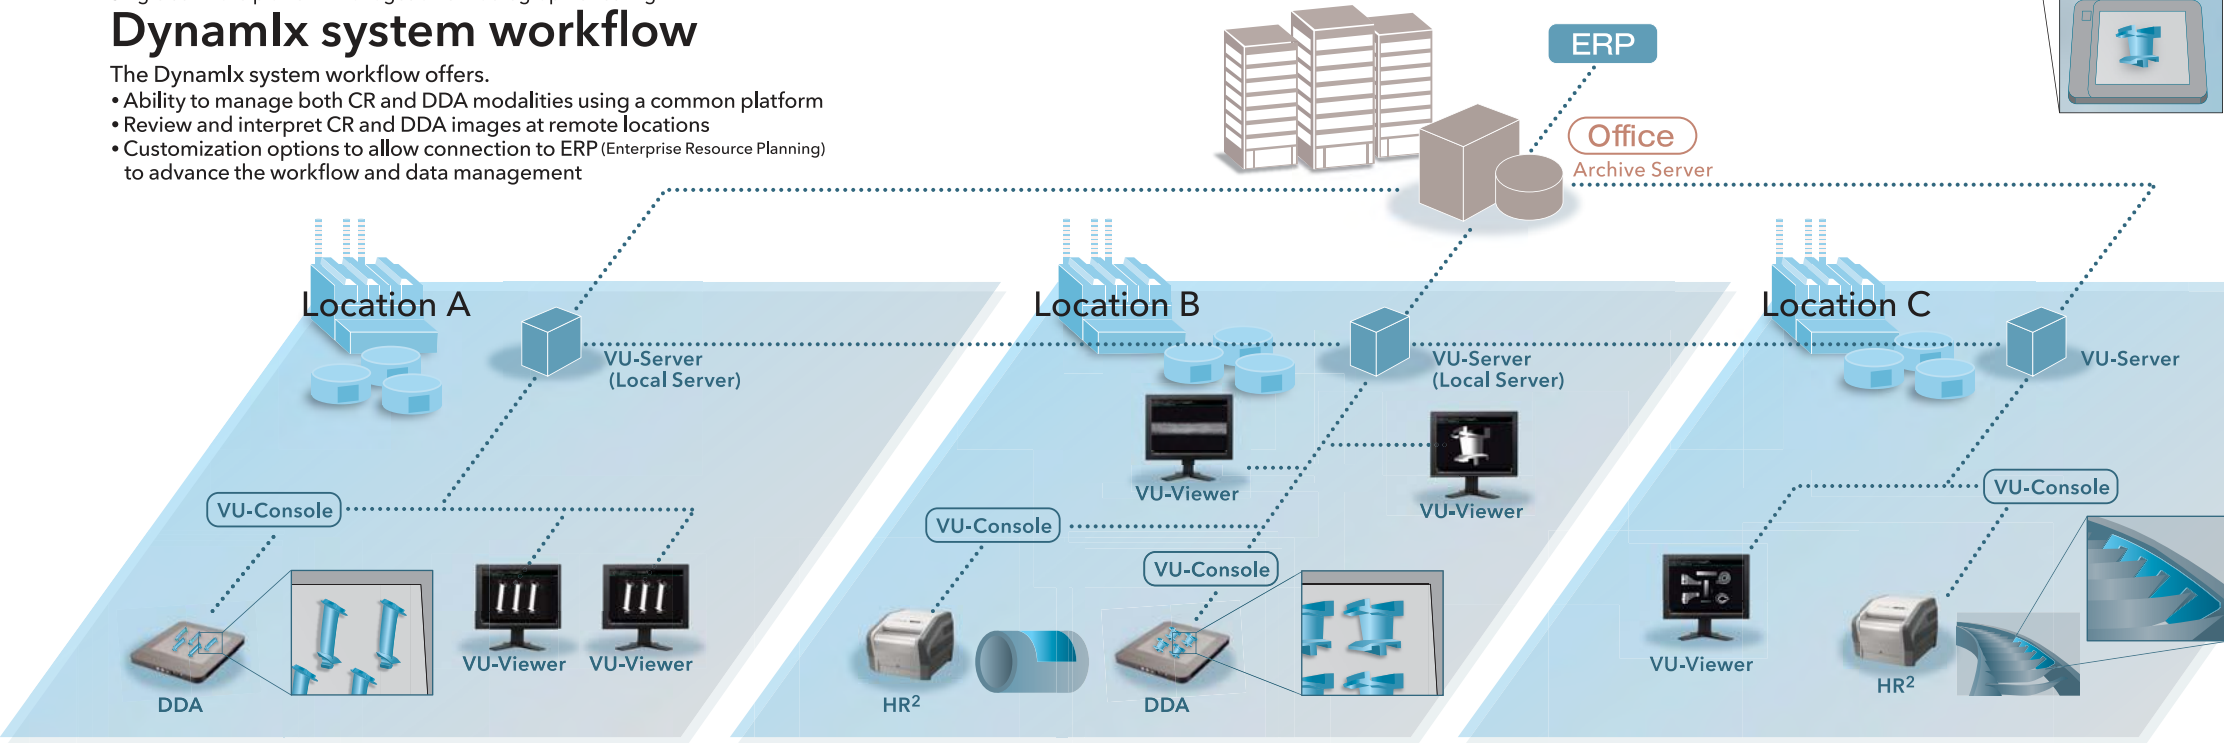 DynamIx system workflow
The DynamIx system workflow offers.
• Ability to manage both CR and DDA modalities using a common platform
• Review and interpret CR and DDA images at remote locations
• Customization options to allow connection to ERP (Enterprise Resource Planning)
to advance the workflow and data management
ERP
Office
Archive Server
Location A
VU-Server
(Local Server)
VU-Console
VU-Viewer
VU-Viewer
DDA
Location B
VU-Server
(Local Server)
VU-Viewer
VU-Viewer
VU-Console
VU-Console
HR²
DDA
Location C
VU-Server
VU-Console
VU-Viewer
HR²